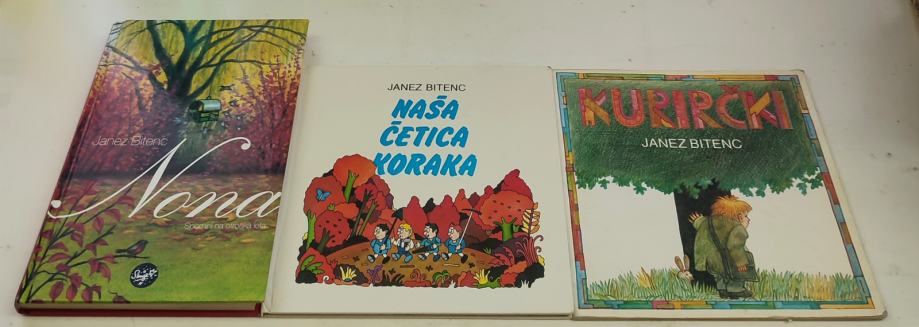 Janez Bitenc
Nona
Spomini na otroška leta
JANEZ BITENC
NAŠA
ČETICA
KORAKA
KURIRČKI
JANEZ BITENC